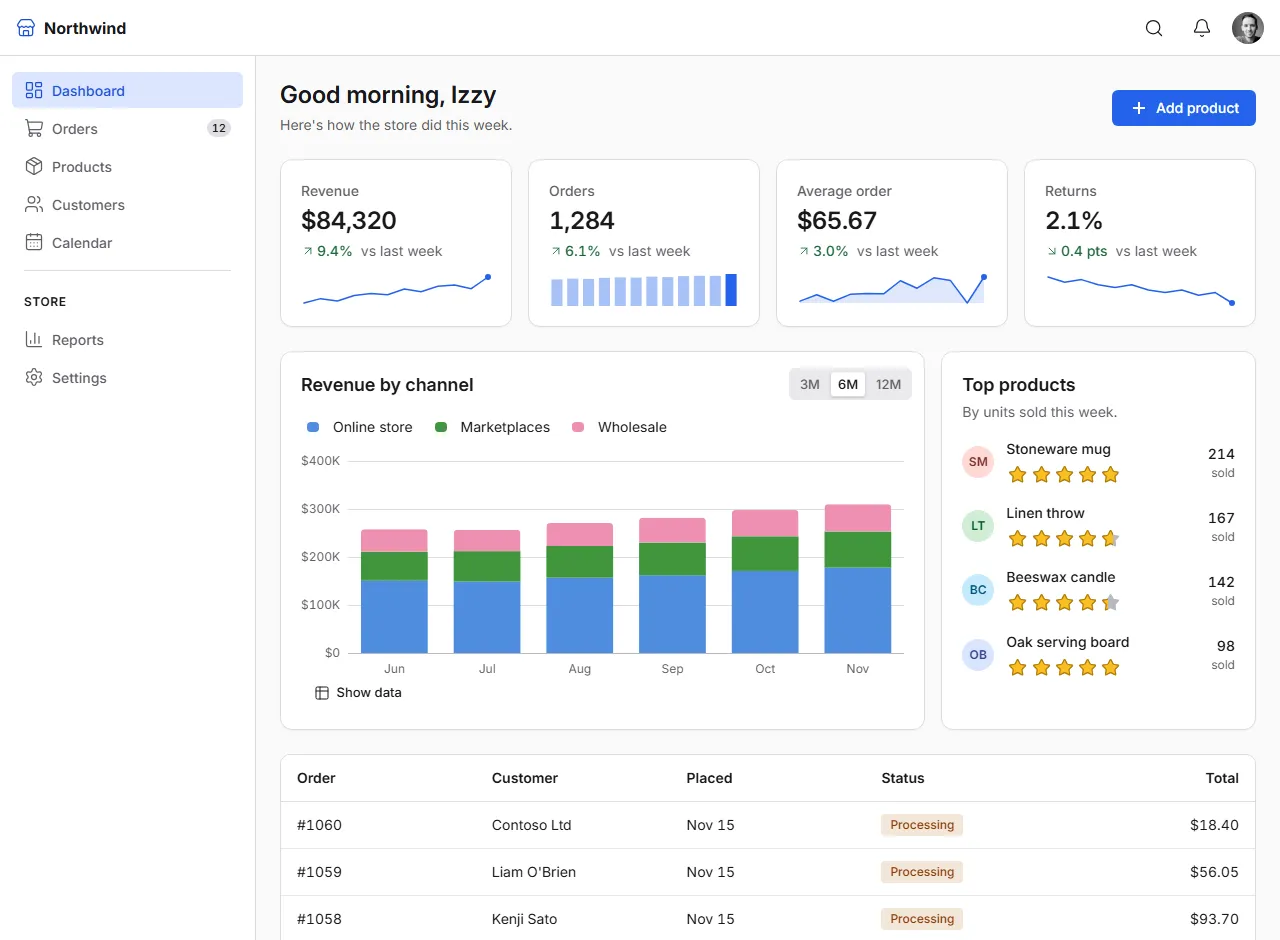 Northwind
Dashboard
Orders 12
Products
Customers
Calendar
STORE
Reports
Settings
Good morning, Izzy
Here's how the store did this week.
Add product
Revenue
$84,320
9.4% vs last week
Orders
1,284
6.1% vs last week
Average order
$65.67
3.0% vs last week
Returns
2.1%
0.4 pts vs last week
Revenue by channel
3M 6M 12M
Online store Marketplaces Wholesale
$400K
$300K
$200K
$100K
$0
Jun Jul Aug Sep Oct Nov
Show data
Top products
By units sold this week.
SM Stoneware mug 214 sold
LT Linen throw 167 sold
BC Beeswax candle 142 sold
OB Oak serving board 98 sold
Order Customer Placed Status Total
#1060 Contoso Ltd Nov 15 Processing $18.40
#1059 Liam O'Brien Nov 15 Processing $56.05
#1058 Kenji Sato Nov 15 Processing $93.70